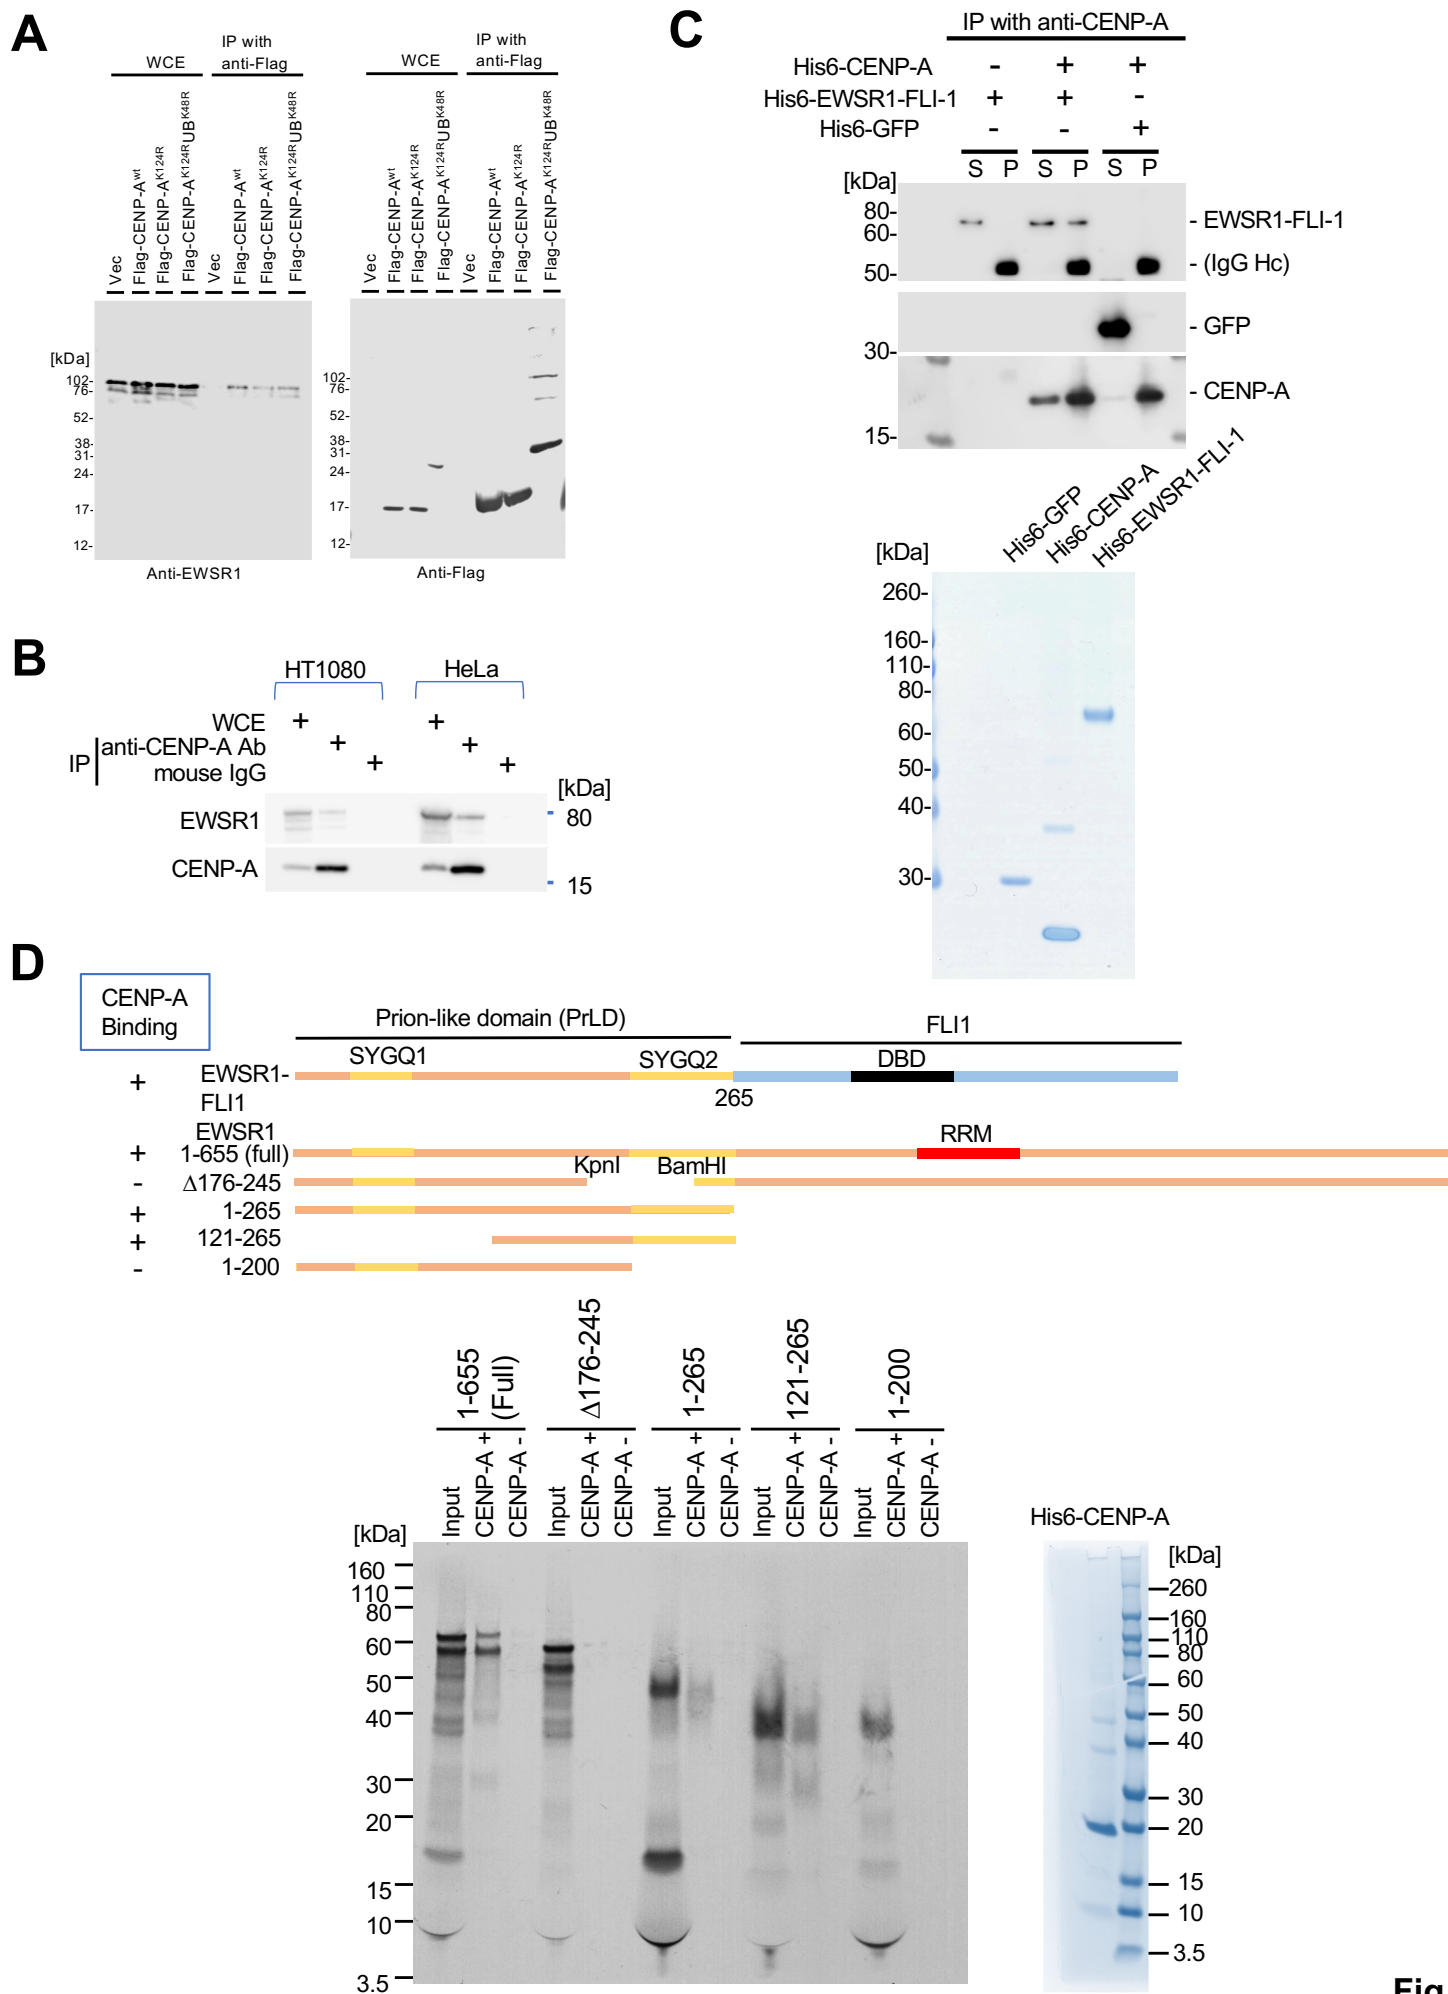 A
WCE
IP with
anti-Flag
Vec
Flag-CENP-A^wt
Flag-CENP-A^K124R
Flag-CENP-A^K124R UB^K48R
Vec
Flag-CENP-A^wt
Flag-CENP-A^K124R
Flag-CENP-A^K124R UB^K48R
[kDa]
102-
76-
52-
38-
31-
24-
17-
12-
Anti-EWSR1
WCE
IP with
anti-Flag
Vec
Flag-CENP-A^wt
Flag-CENP-A^K124R
Flag-CENP-A^K124R UB^K48R
Vec
Flag-CENP-A^wt
Flag-CENP-A^K124R
Flag-CENP-A^K124R UB^K48R
102-
76-
52-
38-
31-
24-
17-
12-
Anti-Flag
B
HT1080 HeLa
WCE + +
IP anti-CENP-A Ab + +
mouse IgG + +
[kDa]
EWSR1 - 80
CENP-A - 15
C
IP with anti-CENP-A
His6-CENP-A - + +
His6-EWSR1-FLI-1 + + -
His6-GFP - - +
S P S P S P
[kDa]
80-
60-
50-
30-
15-
- EWSR1-FLI-1
- (IgG Hc)
- GFP
- CENP-A
His6-GFP
His6-CENP-A
His6-EWSR1-FLI-1
[kDa]
260-
160-
110-
80-
60-
50-
40-
30-
D
CENP-A
Binding
Prion-like domain (PrLD) FLI1
SYGQ1 SYGQ2 DBD
+ EWSR1-
FLI1
265
EWSR1 RRM
+ 1-655 (full)
KpnI BamHI
- Δ176-245
+ 1-265
+ 121-265
- 1-200
1-655
(Full)
Δ176-245
1-265
121-265
1-200
Input
CENP-A +
CENP-A -
Input
CENP-A +
CENP-A -
Input
CENP-A +
CENP-A -
Input
CENP-A +
CENP-A -
Input
CENP-A +
CENP-A -
[kDa]
160
110
80
60
50
40
30
20
15
10
3.5
His6-CENP-A
[kDa]
260
160
110
80
60
50
40
30
20
15
10
3.5
Fig